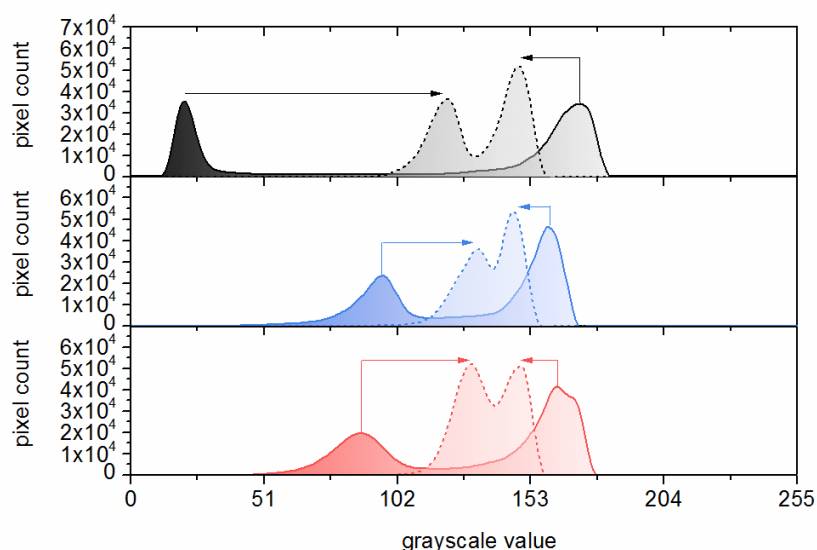 7x10⁴
6x10⁴
5x10⁴
4x10⁴
3x10⁴
2x10⁴
1x10⁴
0
pixel count
6x10⁴
5x10⁴
4x10⁴
3x10⁴
2x10⁴
1x10⁴
0
pixel count
6x10⁴
5x10⁴
4x10⁴
3x10⁴
2x10⁴
1x10⁴
0
pixel count
0 51 102 153 204 255
grayscale value